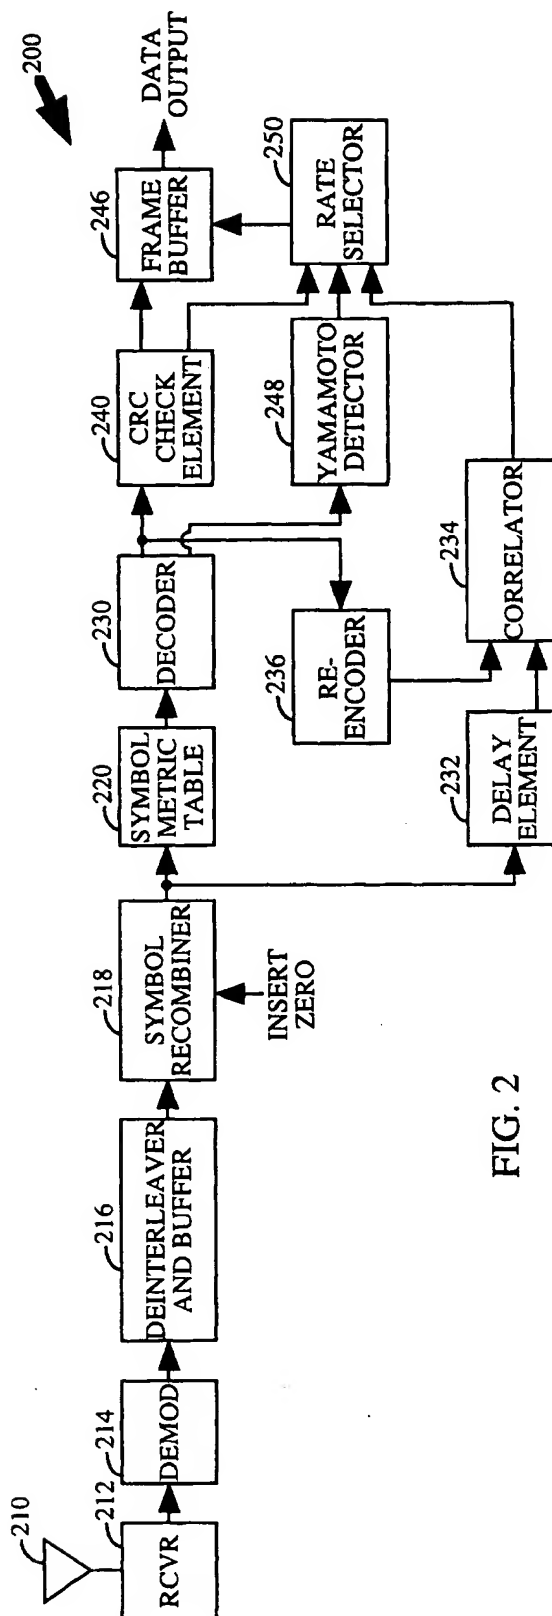 200
210
212
RCVR
214
DEMOD
216
DEINTERLEAVER
AND BUFFER
218
SYMBOL
RECOMBINER
INSERT
ZERO
220
SYMBOL
METRIC
TABLE
230
DECODER
240
CRC
CHECK
ELEMENT
246
FRAME
BUFFER
DATA
OUTPUT
236
RE-
ENCODER
248
YAMAMOTO
DETECTOR
250
RATE
SELECTOR
232
DELAY
ELEMENT
234
CORRELATOR
FIG. 2